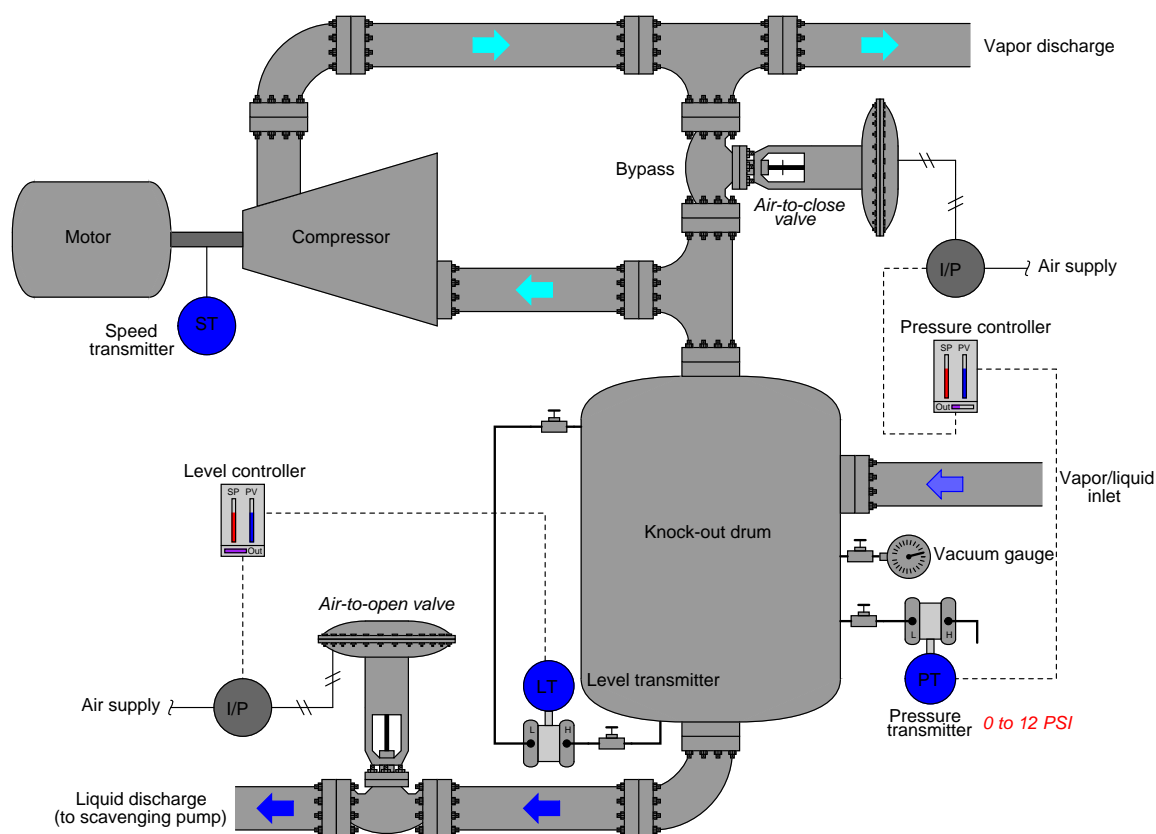 Vapor discharge
Bypass
Air-to-close
valve
Motor
Compressor
I/P
Air supply
ST
Speed
transmitter
Pressure controller
SP PV
Out
Level controller
SP PV
Out
Vapor/liquid
inlet
Knock-out drum
Vacuum gauge
Air-to-open valve
L H
LT
Level transmitter
PT
Air supply
I/P
Pressure
transmitter
0 to 12 PSI
L H
Liquid discharge
(to scavenging pump)